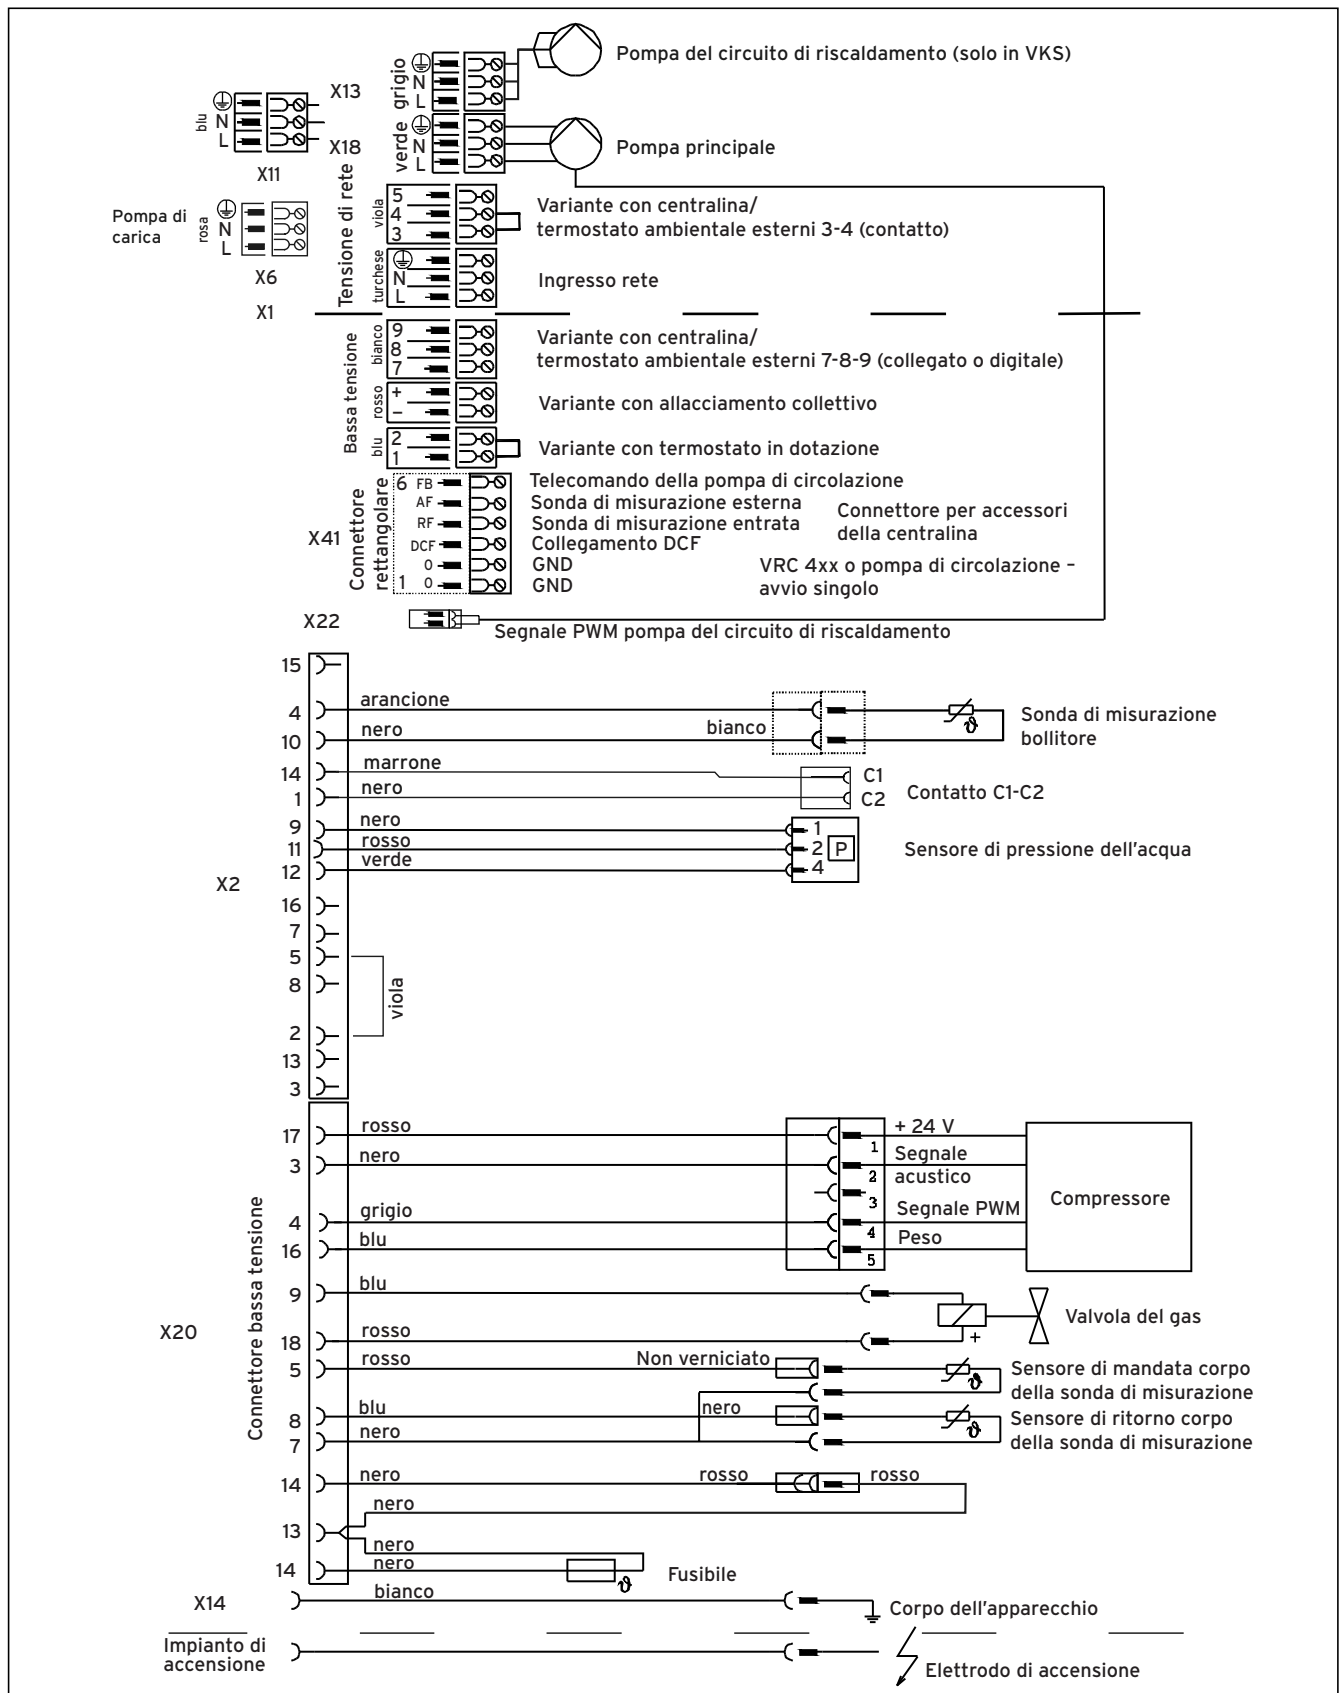 Pompa del circuito di riscaldamento (solo in VKS)
grigio
N
L
X13
blu
N
L
X18
X11
verde
N
L
Pompa principale
Tensione di rete
Pompa di
carica
rosa
N
L
X6
viola
5
4
3
Variante con centralina/
termostato ambientale esterni 3-4 (contatto)
turchese
N
L
Ingresso rete
X1
Bassa tensione
bianco
9
8
7
Variante con centralina/
termostato ambientale esterni 7-8-9 (collegato o digitale)
rosso
+
–
Variante con allacciamento collettivo
blu
2
1
Variante con termostato in dotazione
X41
Connettore
rettangolare
6 FB
AF
RF
DCF
0
1 0
Telecomando della pompa di circolazione
Sonda di misurazione esterna
Sonda di misurazione entrata
Collegamento DCF
GND
GND
Connettore per accessori
della centralina
VRC 4xx o pompa di circolazione –
avvio singolo
X22
Segnale PWM pompa del circuito di riscaldamento
X2
15
4 arancione
10 nero bianco
Sonda di misurazione
bollitore
14 marrone C1
1 nero C2
Contatto C1-C2
9 nero 1
11 rosso 2 P
12 verde 4
Sensore di pressione dell'acqua
16
7
5
8
viola
2
13
3
X20
Connettore bassa tensione
17 rosso 1 + 24 V
3 nero 2 Segnale
acustico
3
4 grigio 4 Segnale PWM
16 blu 5 Peso
Compressore
9 blu
18 rosso +
Valvola del gas
5 rosso Non verniciato ϑ
Sensore di mandata corpo
della sonda di misurazione
8 blu nero ϑ
7 nero
Sensore di ritorno corpo
della sonda di misurazione
14 nero rosso rosso
nero
13
nero
14 nero ϑ
Fusibile
X14 bianco
Corpo dell'apparecchio
Impianto di
accensione
Elettrodo di accensione